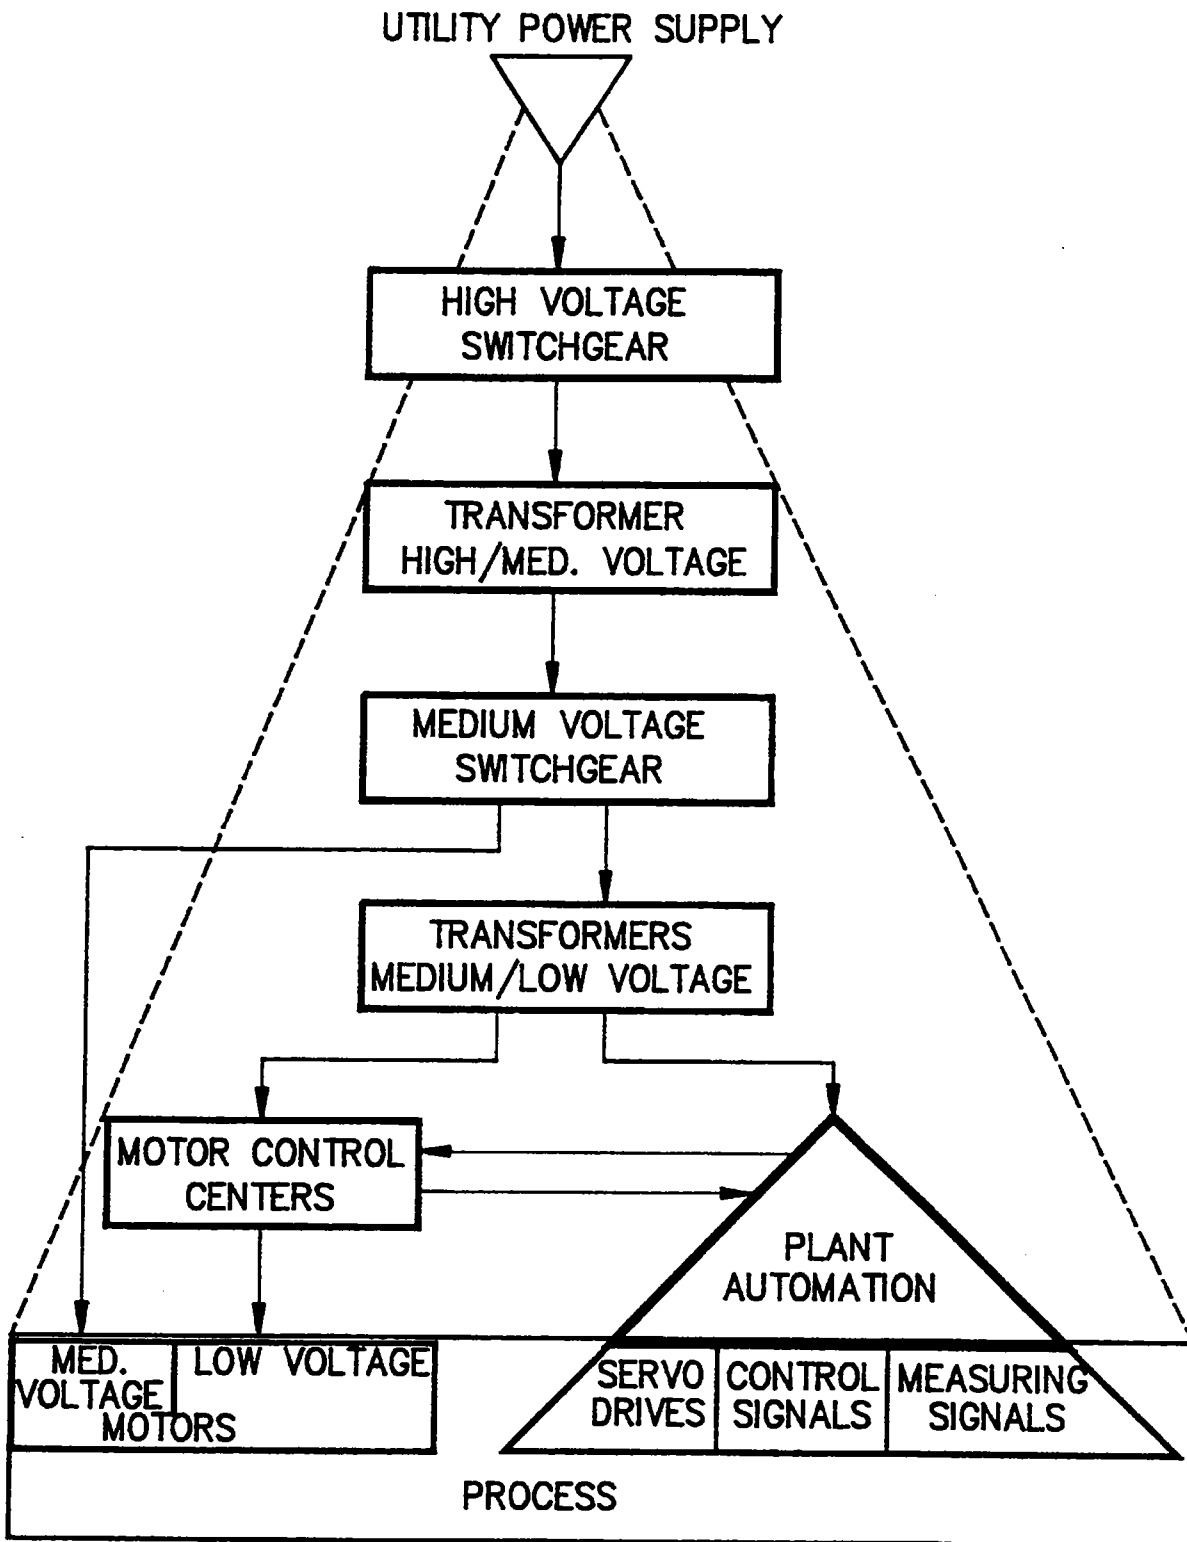 UTILITY POWER SUPPLY
HIGH VOLTAGE
SWITCHGEAR
TRANSFORMER
HIGH/MED. VOLTAGE
MEDIUM VOLTAGE
SWITCHGEAR
TRANSFORMERS
MEDIUM/LOW VOLTAGE
MOTOR CONTROL
CENTERS
PLANT
AUTOMATION
MED.
VOLTAGE
LOW VOLTAGE
MOTORS
SERVO
DRIVES
CONTROL
SIGNALS
MEASURING
SIGNALS
PROCESS